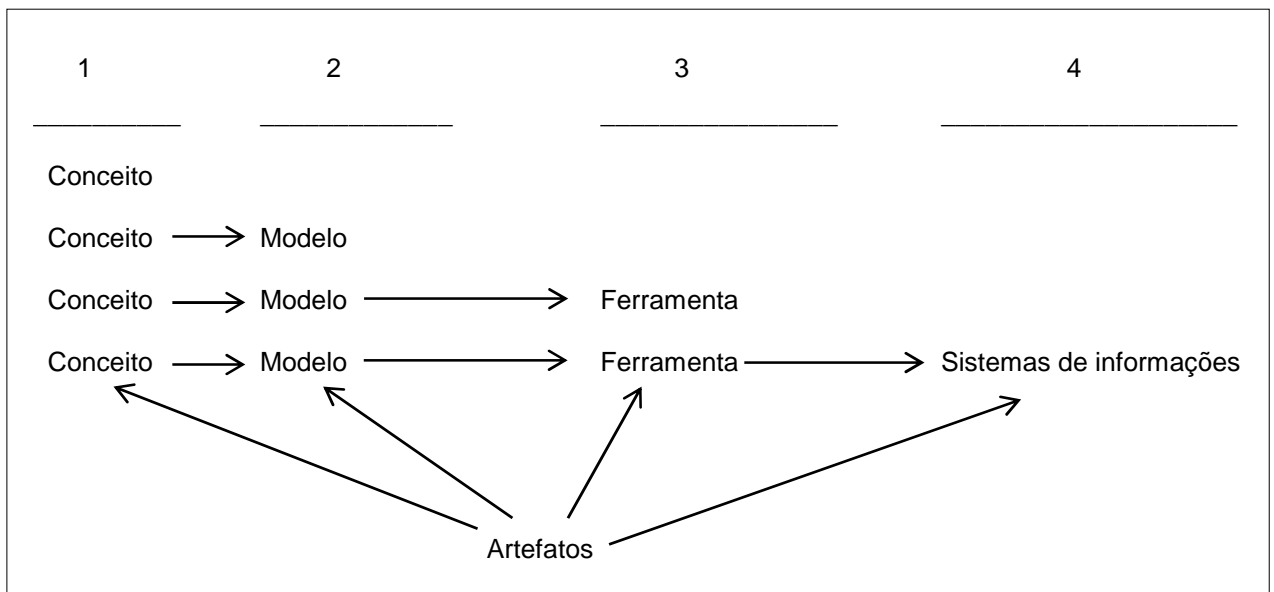 1 2 3 4
Conceito
Conceito Modelo
Conceito Modelo Ferramenta
Conceito Modelo Ferramenta Sistemas de informações
Artefatos